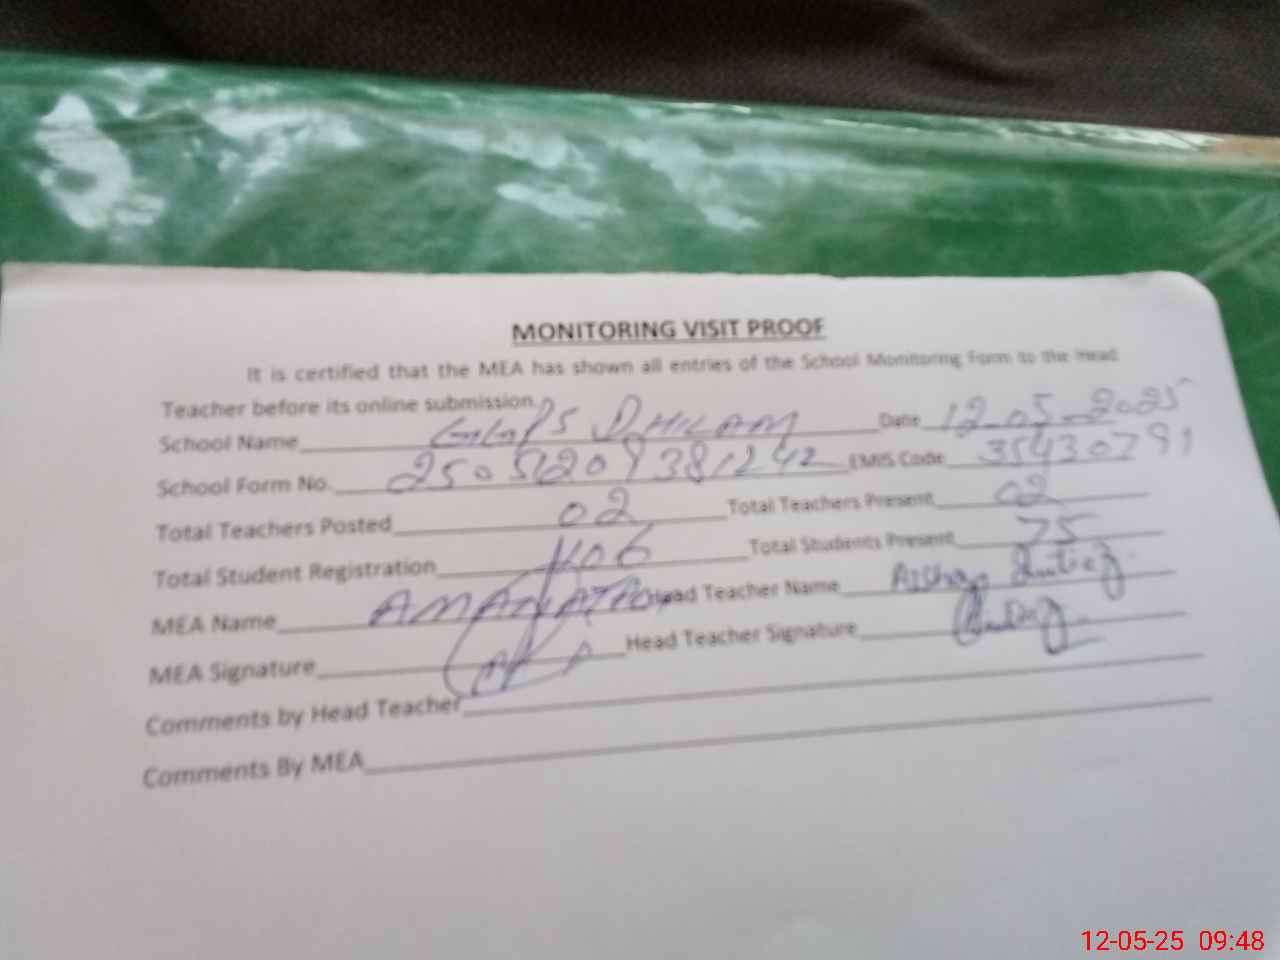 MONITORING VISIT PROOF
It is certified that the MEA has shown all entries of the School Monitoring Form to the Head
Teacher before its online submission.
School Name GGPS DHILAM Date 12-05-2025
School Form No. 25051209381242 EMIS Code 35430791
Total Teachers Posted 02 Total Teachers Present 02
Total Student Registration 106 Total Students Present 75
MEA Name Head Teacher Name
MEA Signature Head Teacher Signature
Comments by Head Teacher
Comments By MEA
12-05-25 09:48